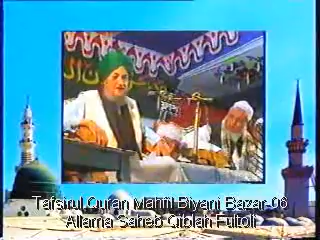 Tafsirul Quran Mahfil Biyani Bazar-06
Allama Saheb Qiblah Fultoli